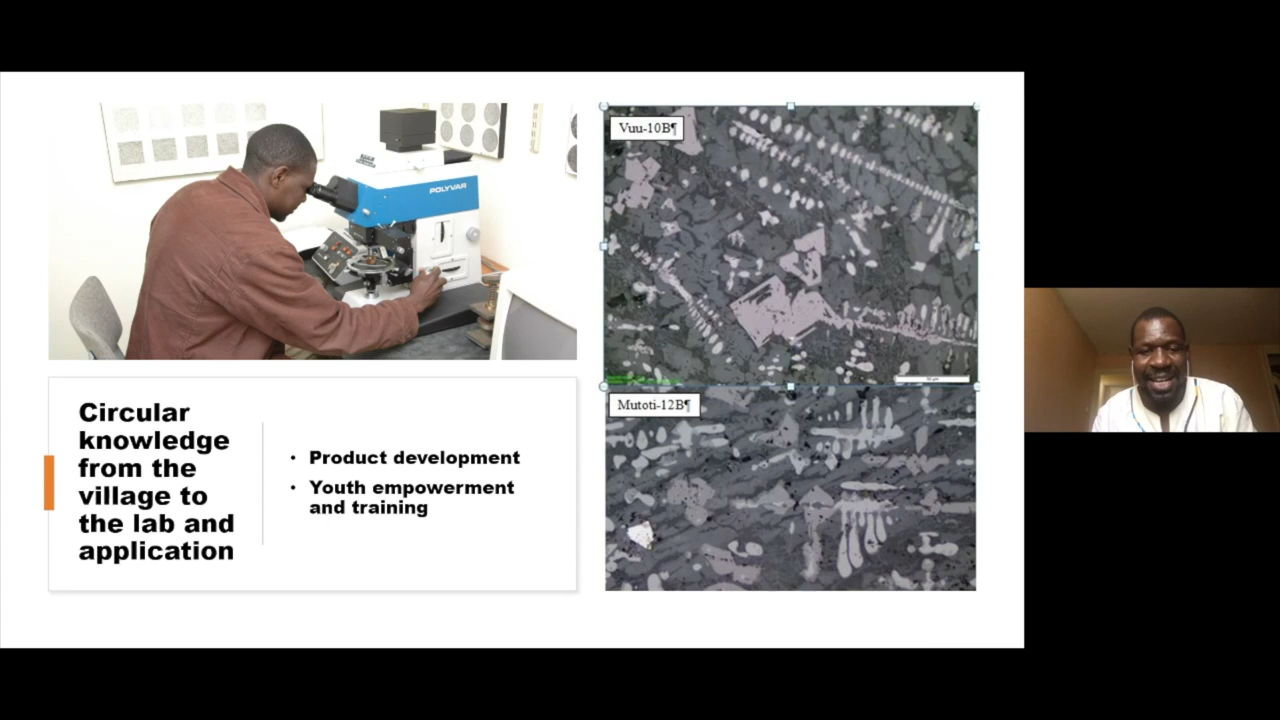 POLYVAR
Circular
knowledge
from the
village to
the lab and
application
• Product development
• Youth empowerment
and training
Vuu-10B¶
Mutoti-12B¶